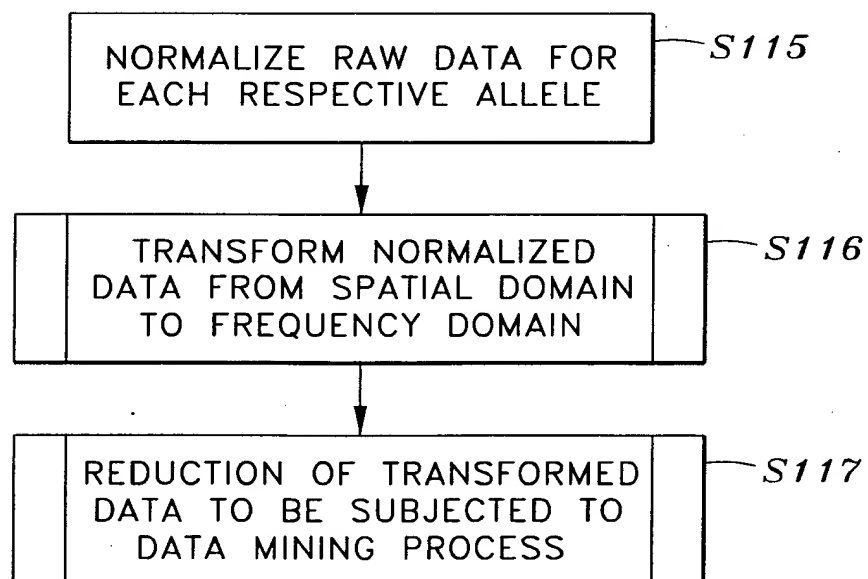 NORMALIZE RAW DATA FOR
EACH RESPECTIVE ALLELE
S115
TRANSFORM NORMALIZED
DATA FROM SPATIAL DOMAIN
TO FREQUENCY DOMAIN
S116
REDUCTION OF TRANSFORMED
DATA TO BE SUBJECTED TO
DATA MINING PROCESS
S117